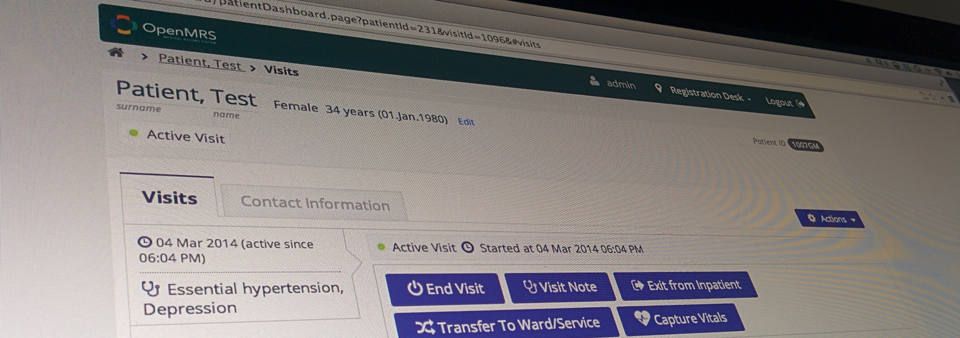 patientDashboard.page?patientId=231&visitId=1096&#visits
OpenMRS
admin
Registration Desk
Logout
Patient, Test > Visits
Patient, Test
surname
name
Female 34 years (01.Jan.1980) Edit
Patient ID 1007GM
Active Visit
Visits
Contact Information
Actions
04 Mar 2014 (active since
06:04 PM)
Essential hypertension,
Depression
Active Visit Started at 04 Mar 2014 06:04 PM
End Visit
Visit Note
Exit from Inpatient
Transfer To Ward/Service
Capture Vitals